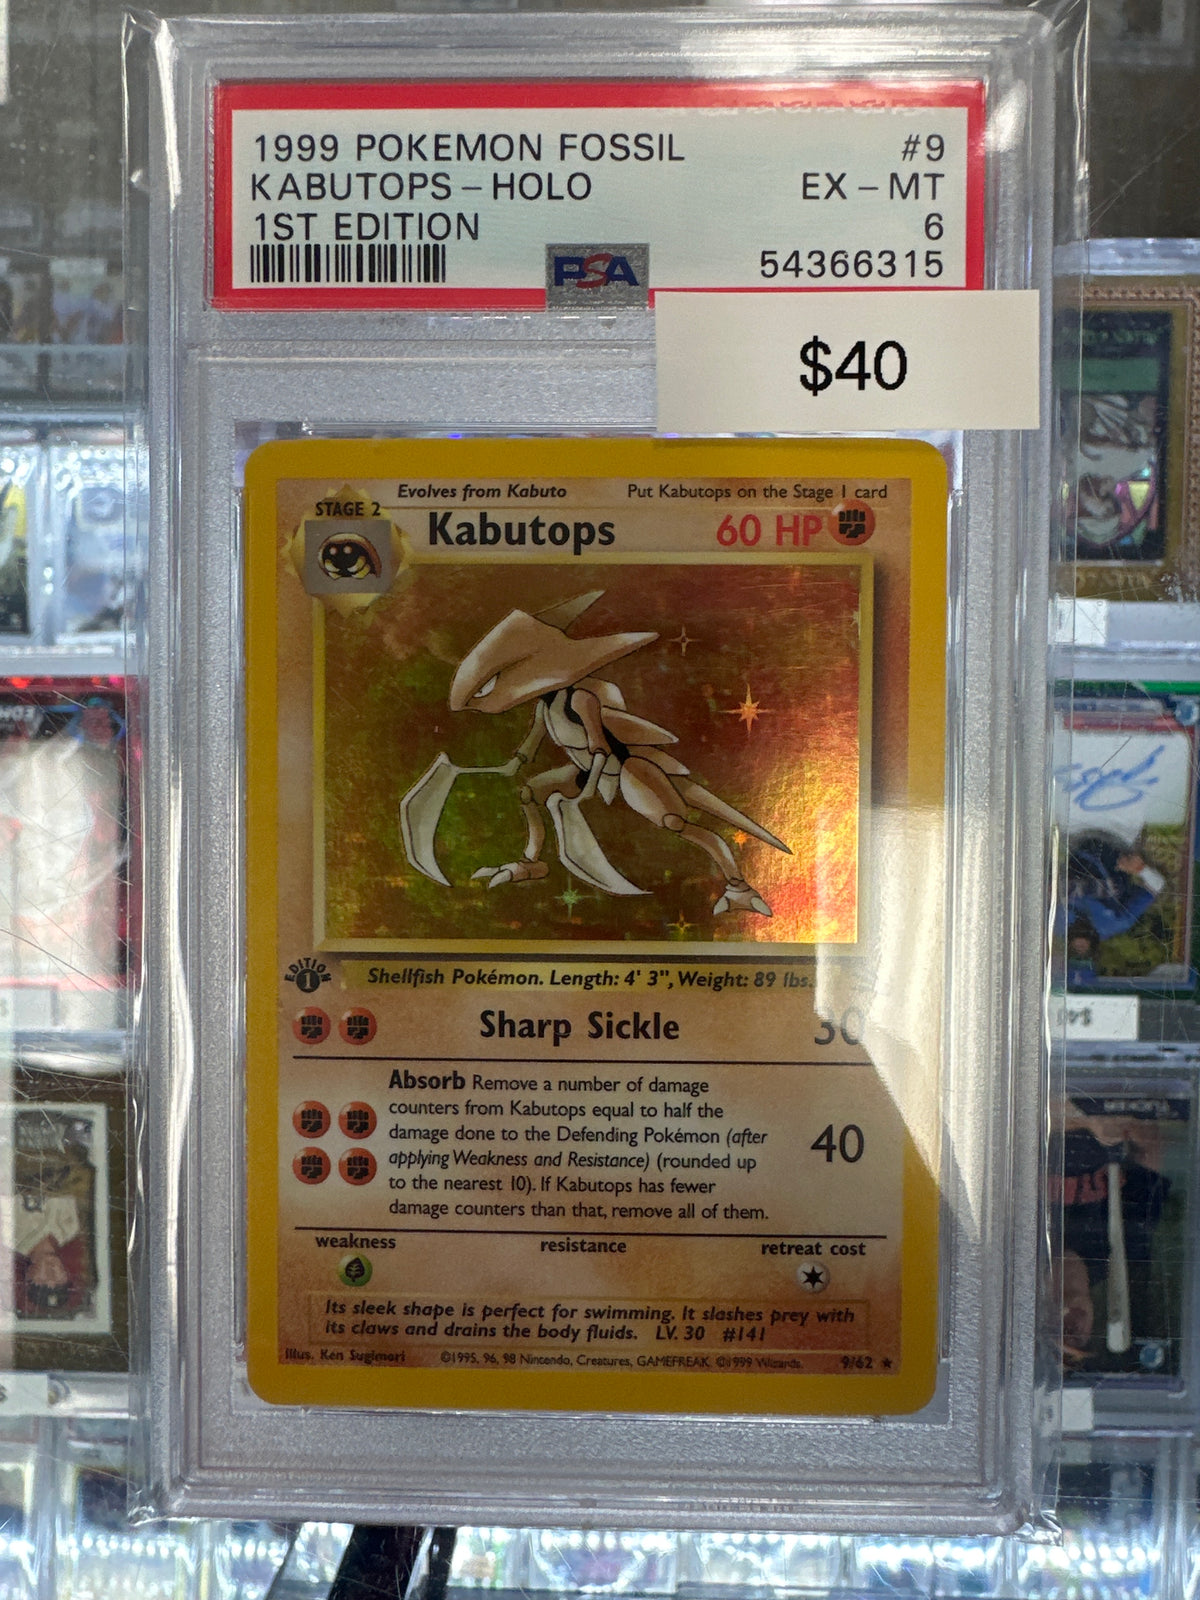 1999 POKEMON FOSSIL #9
KABUTOPS - HOLO EX - MT
1ST EDITION 6
54366315
PSA
$40
Evolves from Kabuto Put Kabutops on the Stage 1 card
STAGE 2
Kabutops 60 HP
EDITION 1
Shellfish Pokémon. Length: 4' 3", Weight: 89 lbs.
Sharp Sickle 30
Absorb Remove a number of damage
counters from Kabutops equal to half the
damage done to the Defending Pokémon (after
applying Weakness and Resistance) (rounded up
to the nearest 10). If Kabutops has fewer
damage counters than that, remove all of them.
40
weakness resistance retreat cost
Its sleek shape is perfect for swimming. It slashes prey with
its claws and drains the body fluids. LV. 30 #141
Illus. Ken Sugimori ©1995, 96, 98 Nintendo, Creatures, GAMEFREAK. ©1999 Wizards. 9/62 ★